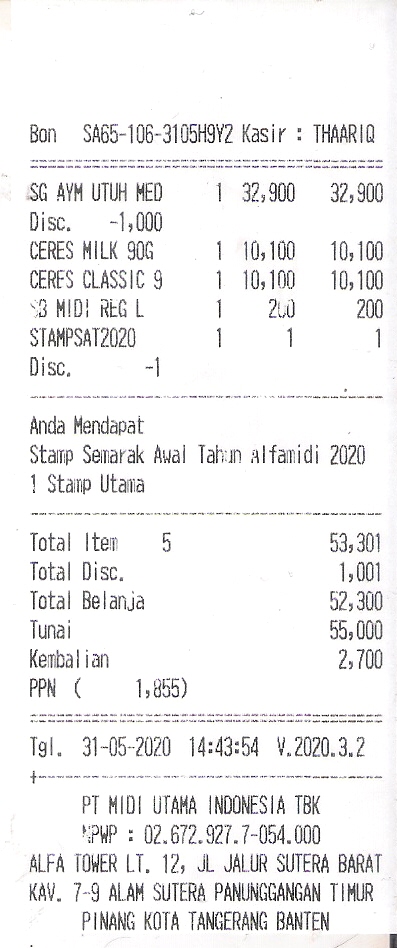 Bon SA65-106-3105H9Y2 Kasir : THAARIQ
SG AYM UTUH MED 1 32,900 32,900
Disc. -1,000
CERES MILK 90G 1 10,100 10,100
CERES CLASSIC 9 1 10,100 10,100
SB MIDI REG L 1 200 200
STAMPSAT2020 1 1 1
Disc. -1
Anda Mendapat
Stamp Semarak Awal Tahun Alfamidi 2020
1 Stamp Utama
Total Item 5 53,301
Total Disc. 1,001
Total Belanja 52,300
Tunai 55,000
Kembalian 2,700
PPN ( 1,855)
Tgl. 31-05-2020 14:43:54 V.2020.3.2
PT MIDI UTAMA INDONESIA TBK
NPWP : 02.672.927.7-054.000
ALFA TOWER LT. 12, JL JALUR SUTERA BARAT
KAV. 7-9 ALAM SUTERA PANUNGGANGAN TIMUR
PINANG KOTA TANGERANG BANTEN